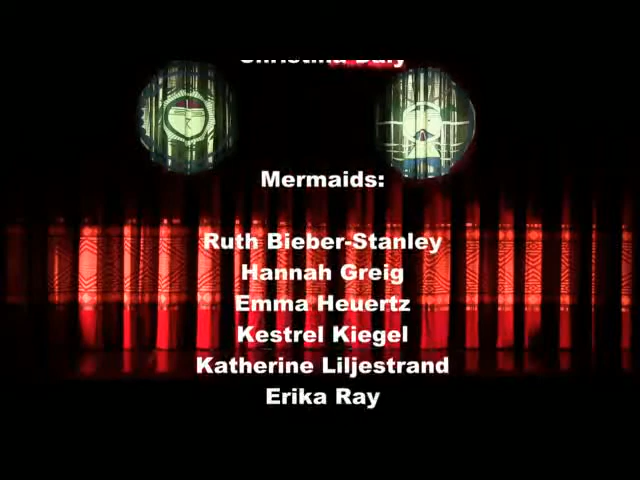 Mermaids:
Ruth Bieber-Stanley
Hannah Greig
Emma Heuertz
Kestrel Kiegel
Katherine Liljestrand
Erika Ray